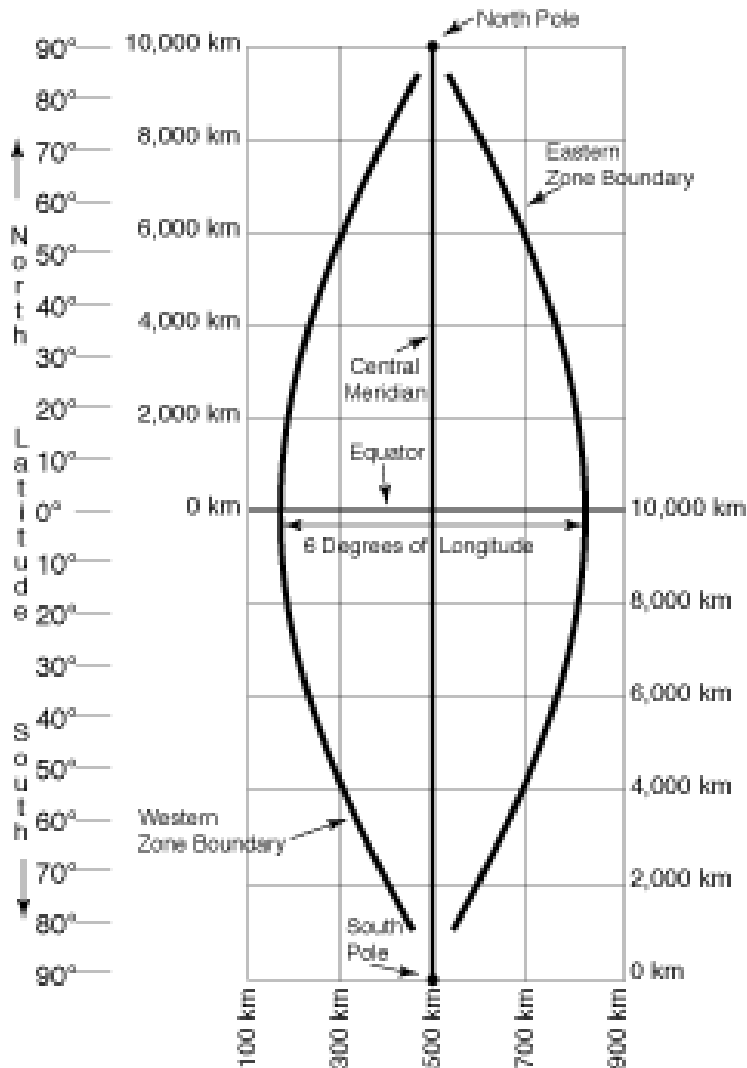 North Pole
90° 10,000 km
80°
8,000 km
70°
Eastern
Zone Boundary
60°
6,000 km
50°
40°
4,000 km
30°
Central
Meridian
20°
2,000 km
Equator
10°
0° 0 km 10,000 km
6 Degrees of Longitude
10°
8,000 km
20°
30°
6,000 km
40°
50°
4,000 km
Western
Zone Boundary
60°
70°
2,000 km
80°
South
Pole
90°
0 km
100 km 300 km 500 km 700 km 900 km
North
Latitude
South